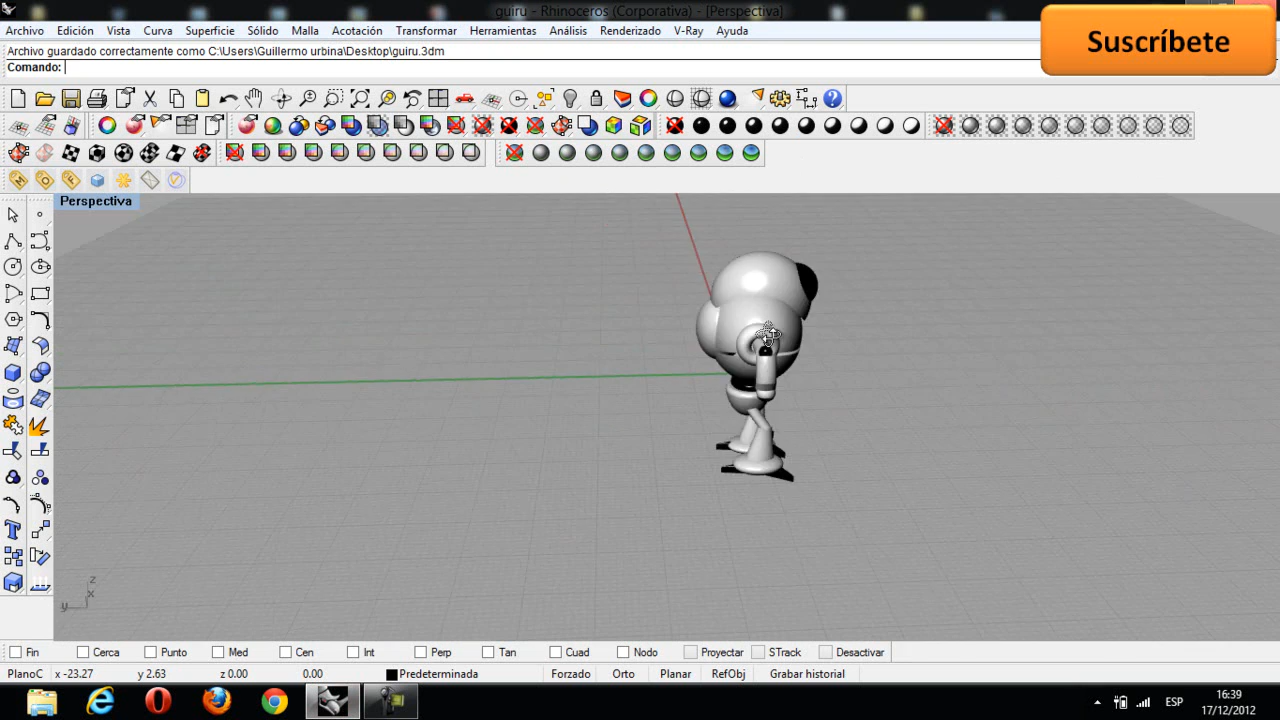 guiru - Rhinoceros (Corporativa) - [Perspectiva]
Suscríbete
Archivo Edición Vista Curva Superficie Sólido Malla Acotación Transformar Herramientas Análisis Renderizado V-Ray Ayuda
Archivo guardado correctamente como C:\Users\Guillermo urbina\Desktop\guiru.3dm
Comando:
Perspectiva
z
x
y
Fin Cerca Punto Med Cen Int Perp Tan Cuad Nodo Proyectar STrack Desactivar
PlanoC x -23.27 y 2.63 z 0.00 0.00 Predeterminada Forzado Orto Planar RefObj Grabar historial
16:39
ESP
17/12/2012